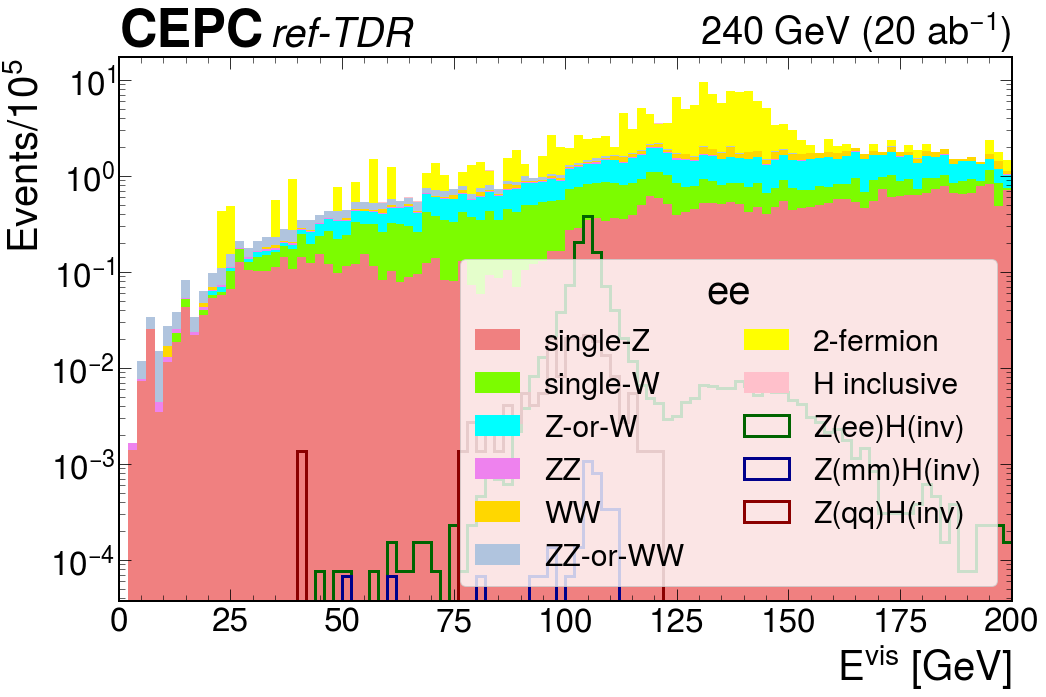 CEPC ref-TDR 240 GeV (20 ab⁻¹)
Events/10⁵
10¹
10⁰
10⁻¹
10⁻²
10⁻³
10⁻⁴
ee
single-Z 2-fermion
single-W H inclusive
Z-or-W Z(ee)H(inv)
ZZ Z(mm)H(inv)
WW Z(qq)H(inv)
ZZ-or-WW
0 25 50 75 100 125 150 175 200
Eᵛⁱˢ [GeV]